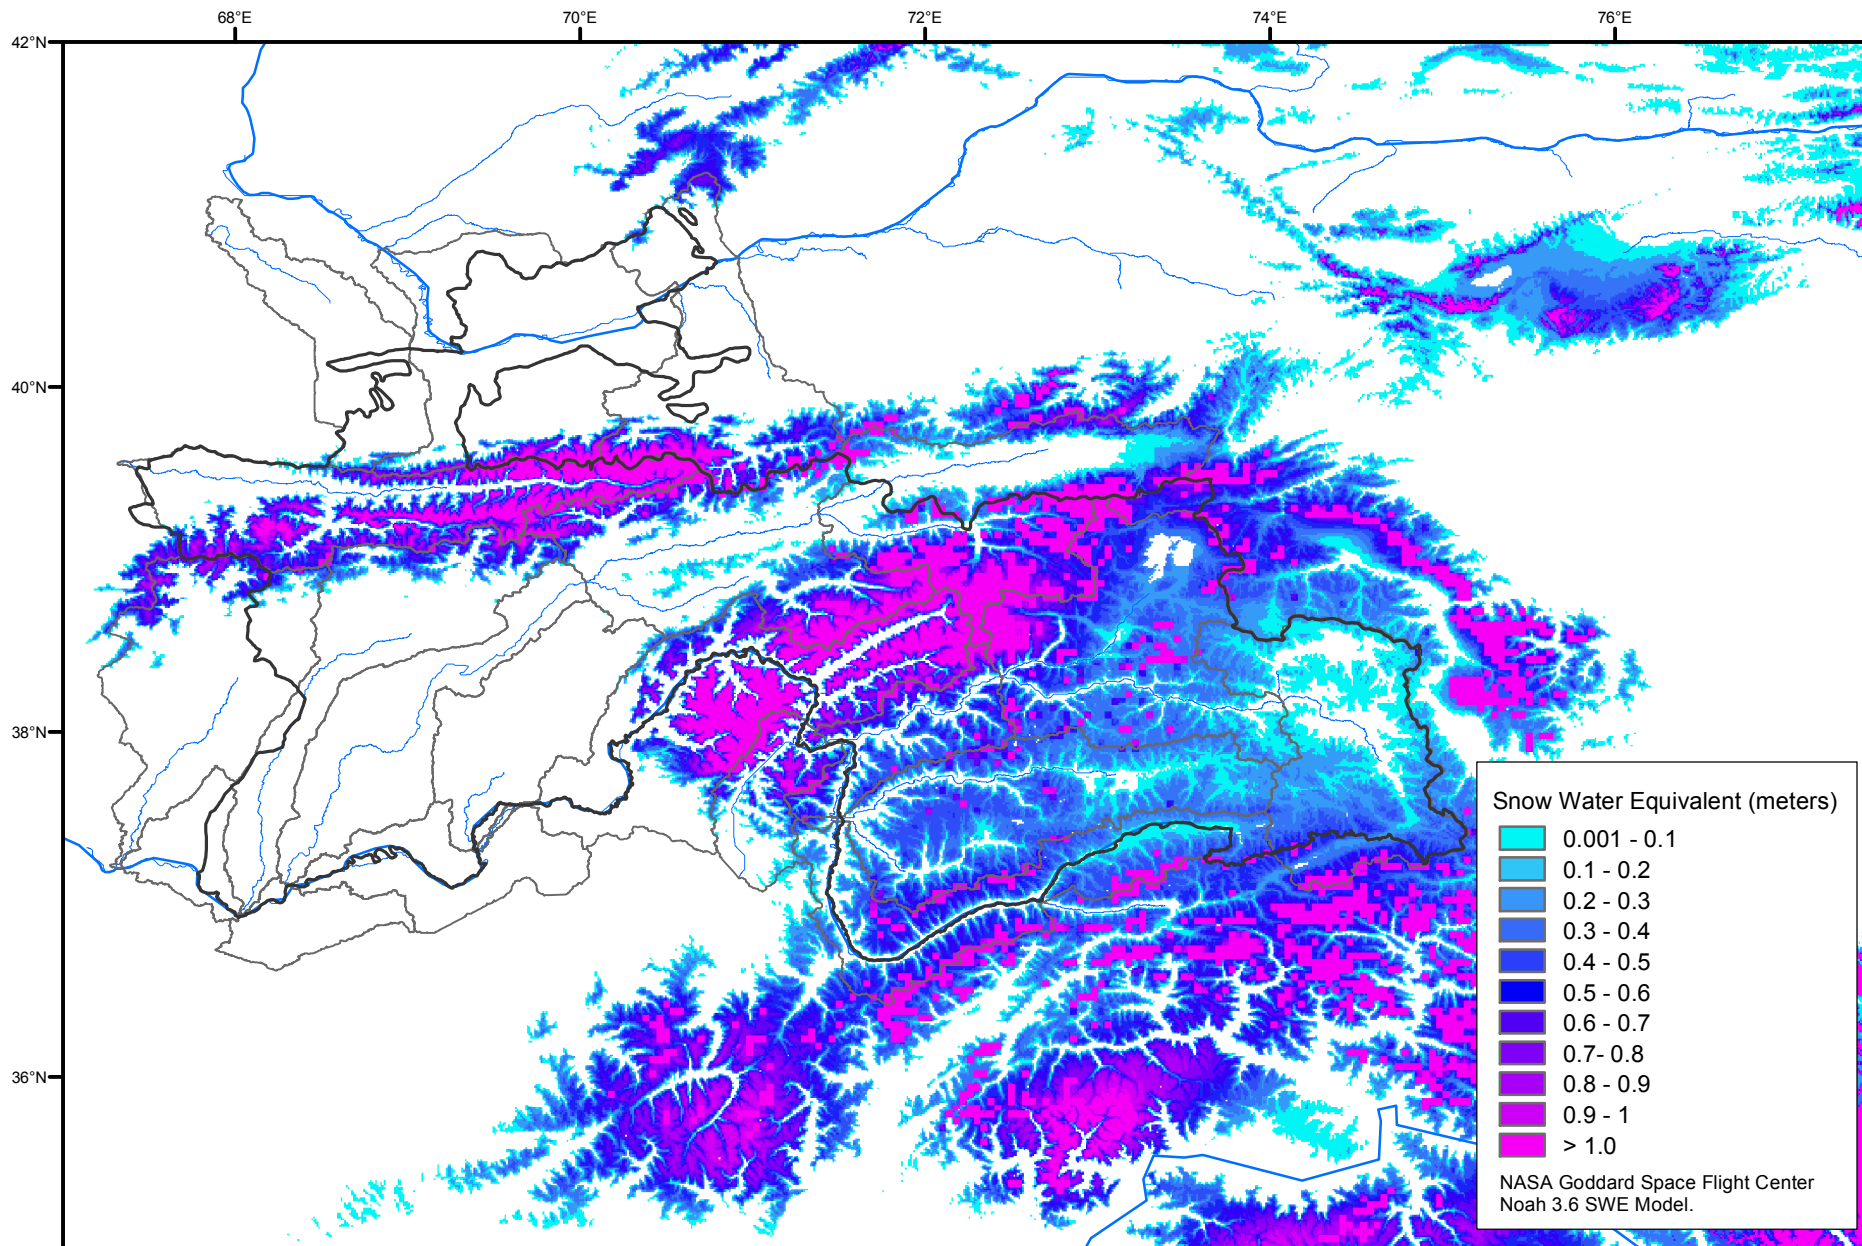 68°E
70°E
72°E
74°E
76°E
42°N
40°N
38°N
36°N
Snow Water Equivalent (meters)
0.001 - 0.1
0.1 - 0.2
0.2 - 0.3
0.3 - 0.4
0.4 - 0.5
0.5 - 0.6
0.6 - 0.7
0.7- 0.8
0.8 - 0.9
0.9 - 1
> 1.0
NASA Goddard Space Flight Center
Noah 3.6 SWE Model.